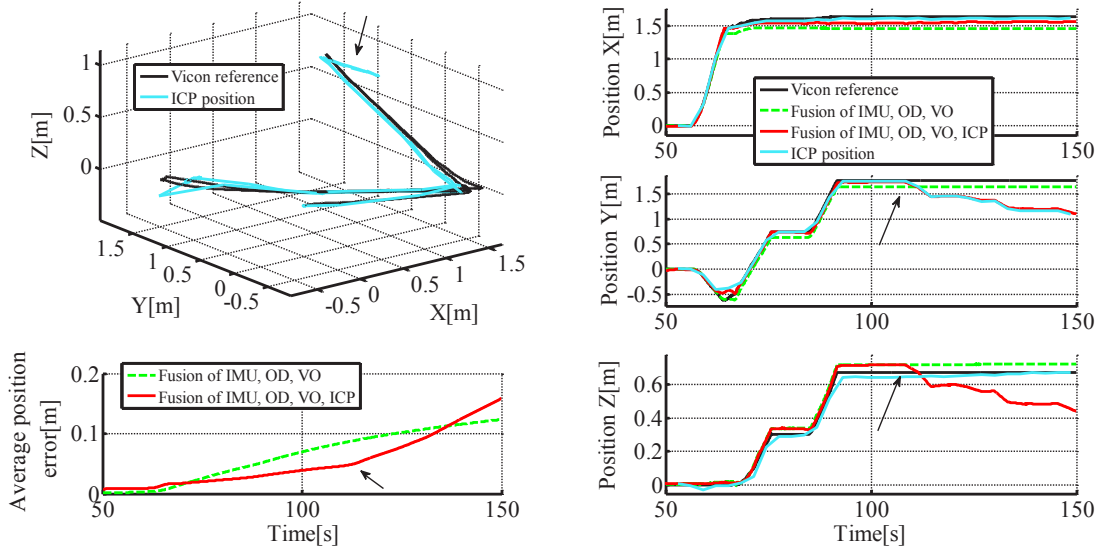 1
0.5
0
Z[m]
Vicon reference
ICP position
1.5
1
0.5
0
-0.5
Y[m]
-0.5
0
0.5
1
1.5
X[m]
Average position
error[m]
0.2
0.1
0
Fusion of IMU, OD, VO
Fusion of IMU, OD, VO, ICP
50
100
150
Time[s]
Position X[m]
1.5
1
0.5
0
50
150
Vicon reference
Fusion of IMU, OD, VO
Fusion of IMU, OD, VO, ICP
ICP position
Position Y[m]
1.5
1
0.5
0
-0.5
50
100
150
Position Z[m]
0.6
0.4
0.2
0
50
100
150
Time[s]